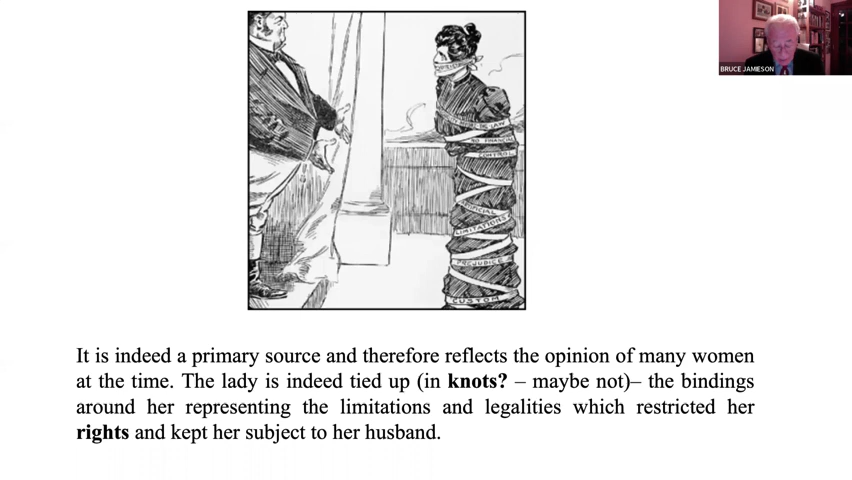 BRUCE JAMIESON
NO FINANCIAL
CONTROL
LIMITATIONS
PREJUDICE
CUSTOM
It is indeed a primary source and therefore reflects the opinion of many women
at the time. The lady is indeed tied up (in knots? – maybe not)– the bindings
around her representing the limitations and legalities which restricted her
rights and kept her subject to her husband.